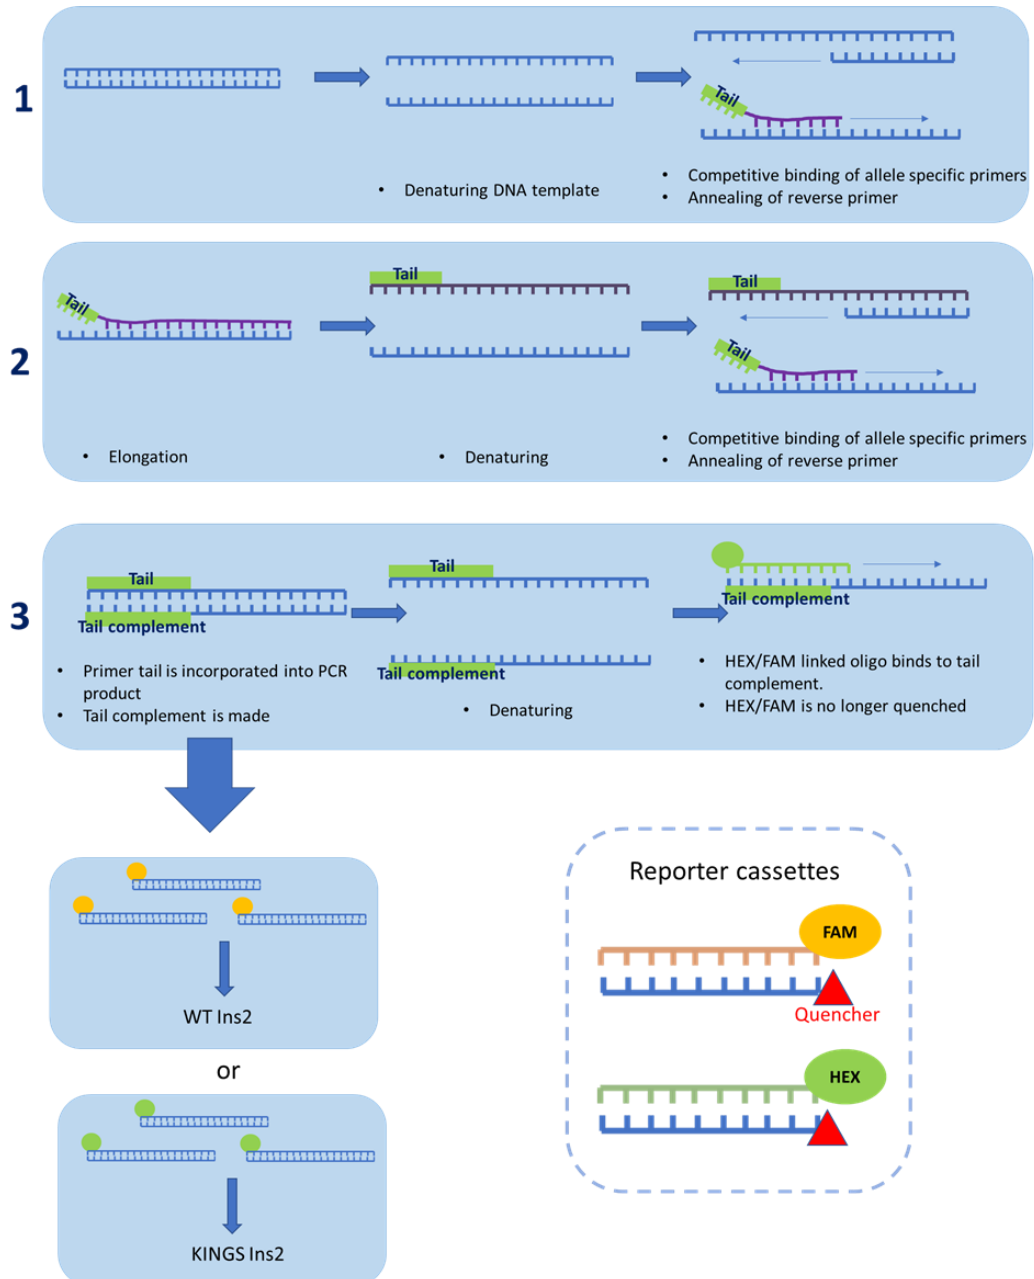 1
Tail
• Denaturing DNA template
• Competitive binding of allele specific primers
• Annealing of reverse primer
2
Tail
Tail
Tail
Tail
• Elongation
• Denaturing
• Competitive binding of allele specific primers
• Annealing of reverse primer
3
Tail
Tail complement
• Primer tail is incorporated into PCR
product
• Tail complement is made
Tail
Tail complement
• Denaturing
Tail complement
• HEX/FAM linked oligo binds to tail
complement.
• HEX/FAM is no longer quenched
WT Ins2
or
KINGS Ins2
Reporter cassettes
FAM
Quencher
HEX